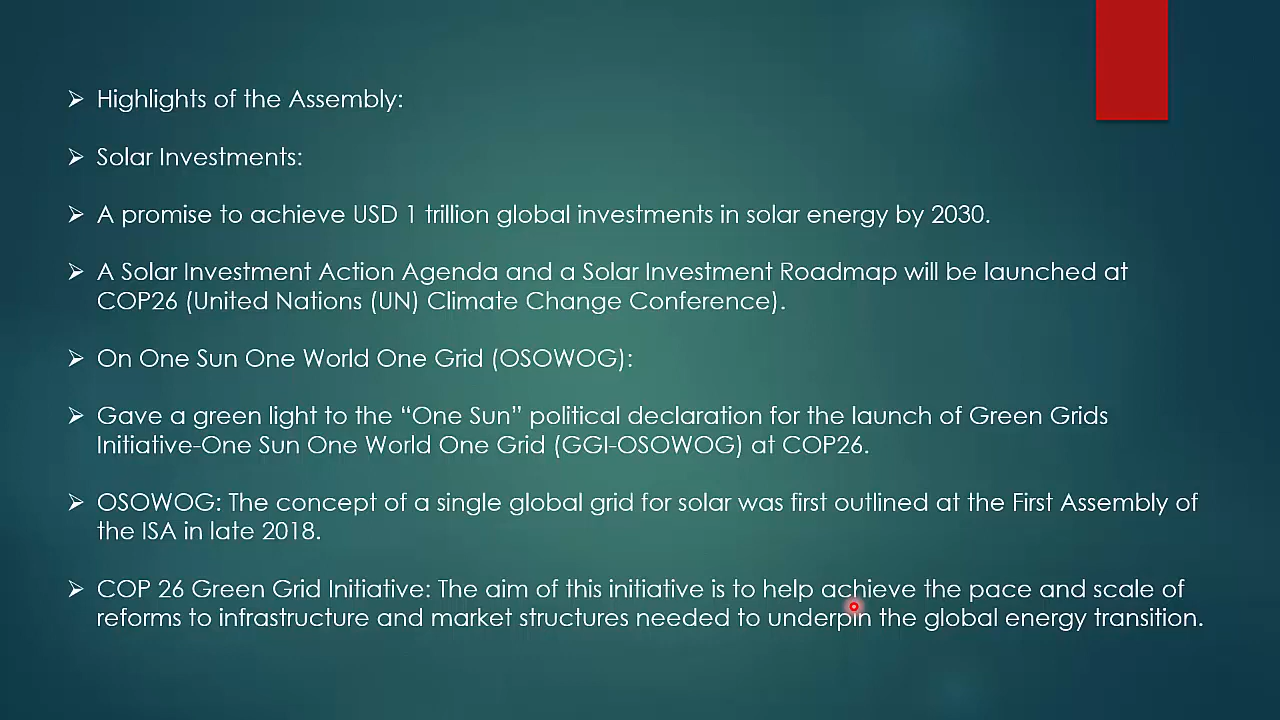 ➢ Highlights of the Assembly:
➢ Solar Investments:
➢ A promise to achieve USD 1 trillion global investments in solar energy by 2030.
➢ A Solar Investment Action Agenda and a Solar Investment Roadmap will be launched at
COP26 (United Nations (UN) Climate Change Conference).
➢ On One Sun One World One Grid (OSOWOG):
➢ Gave a green light to the “One Sun” political declaration for the launch of Green Grids
Initiative-One Sun One World One Grid (GGI-OSOWOG) at COP26.
➢ OSOWOG: The concept of a single global grid for solar was first outlined at the First Assembly of
the ISA in late 2018.
➢ COP 26 Green Grid Initiative: The aim of this initiative is to help achieve the pace and scale of
reforms to infrastructure and market structures needed to underpin the global energy transition.